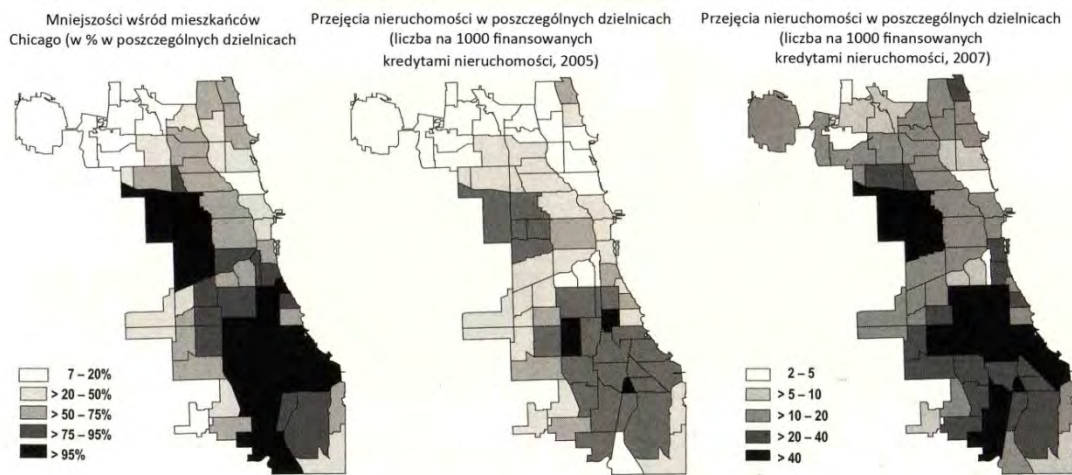 Mniejszości wśród mieszkańców
Chicago (w % w poszczególnych dzielnicach
Przejęcia nieruchomości w poszczególnych dzielnicach
(liczba na 1000 finansowanych
kredytami nieruchomości, 2005)
Przejęcia nieruchomości w poszczególnych dzielnicach
(liczba na 1000 finansowanych
kredytami nieruchomości, 2007)
7 – 20%
> 20 – 50%
> 50 – 75%
> 75 – 95%
> 95%
2 – 5
> 5 – 10
> 10 – 20
> 20 – 40
> 40